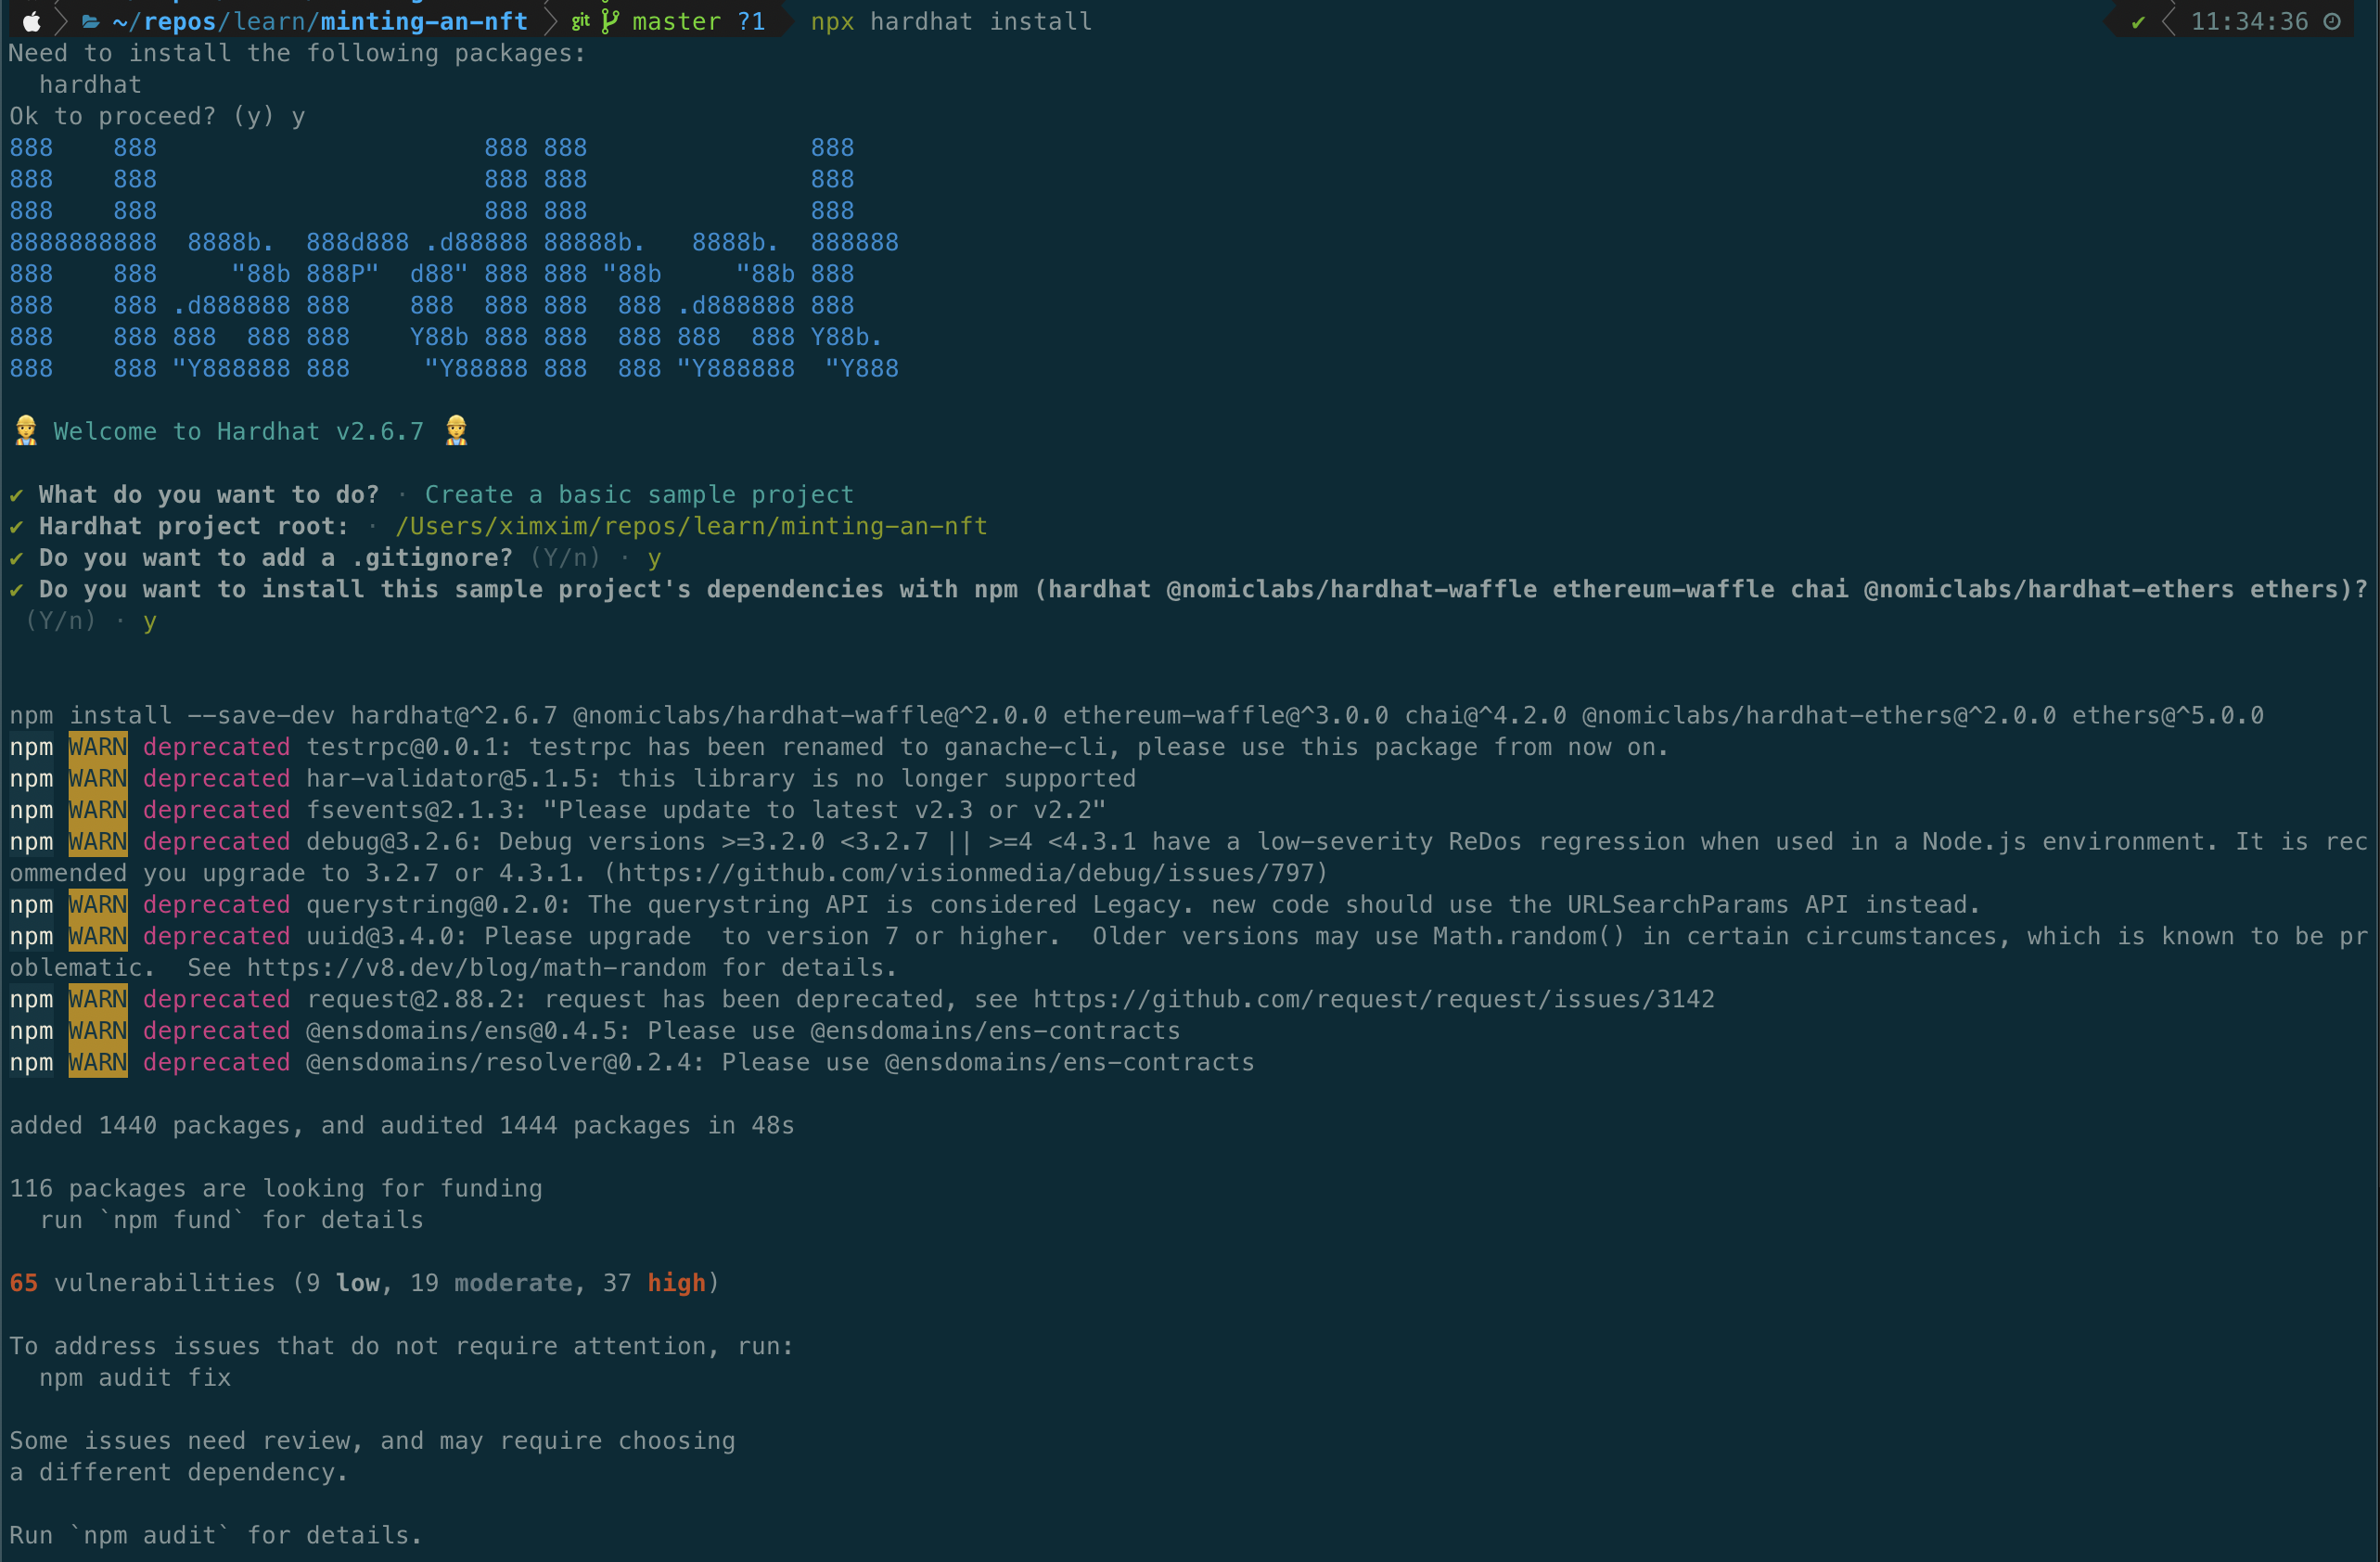 ~/repos/learn/minting-an-nft git master ?1 npx hardhat install ✔ 11:34:36
Need to install the following packages:
  hardhat
Ok to proceed? (y) y
888    888                      888 888               888
888    888                      888 888               888
888    888                      888 888               888
8888888888  8888b.  888d888 .d88888 88888b.   8888b.  888888
888    888     "88b 888P"  d88" 888 888 "88b     "88b 888
888    888 .d888888 888    888  888 888  888 .d888888 888
888    888 888  888 888    Y88b 888 888  888 888  888 Y88b.
888    888 "Y888888 888     "Y88888 888  888 "Y888888  "Y888
👷 Welcome to Hardhat v2.6.7 👷
✔ What do you want to do? · Create a basic sample project
✔ Hardhat project root: · /Users/ximxim/repos/learn/minting-an-nft
✔ Do you want to add a .gitignore? (Y/n) · y
✔ Do you want to install this sample project's dependencies with npm (hardhat @nomiclabs/hardhat-waffle ethereum-waffle chai @nomiclabs/hardhat-ethers ethers)?
 (Y/n) · y
npm install --save-dev hardhat@^2.6.7 @nomiclabs/hardhat-waffle@^2.0.0 ethereum-waffle@^3.0.0 chai@^4.2.0 @nomiclabs/hardhat-ethers@^2.0.0 ethers@^5.0.0
npm WARN deprecated testrpc@0.0.1: testrpc has been renamed to ganache-cli, please use this package from now on.
npm WARN deprecated har-validator@5.1.5: this library is no longer supported
npm WARN deprecated fsevents@2.1.3: "Please update to latest v2.3 or v2.2"
npm WARN deprecated debug@3.2.6: Debug versions >=3.2.0 <3.2.7 || >=4 <4.3.1 have a low-severity ReDos regression when used in a Node.js environment. It is rec
ommended you upgrade to 3.2.7 or 4.3.1. (https://github.com/visionmedia/debug/issues/797)
npm WARN deprecated querystring@0.2.0: The querystring API is considered Legacy. new code should use the URLSearchParams API instead.
npm WARN deprecated uuid@3.4.0: Please upgrade  to version 7 or higher.  Older versions may use Math.random() in certain circumstances, which is known to be pr
oblematic.  See https://v8.dev/blog/math-random for details.
npm WARN deprecated request@2.88.2: request has been deprecated, see https://github.com/request/request/issues/3142
npm WARN deprecated @ensdomains/ens@0.4.5: Please use @ensdomains/ens-contracts
npm WARN deprecated @ensdomains/resolver@0.2.4: Please use @ensdomains/ens-contracts
added 1440 packages, and audited 1444 packages in 48s
116 packages are looking for funding
  run `npm fund` for details
65 vulnerabilities (9 low, 19 moderate, 37 high)
To address issues that do not require attention, run:
  npm audit fix
Some issues need review, and may require choosing
a different dependency.
Run `npm audit` for details.